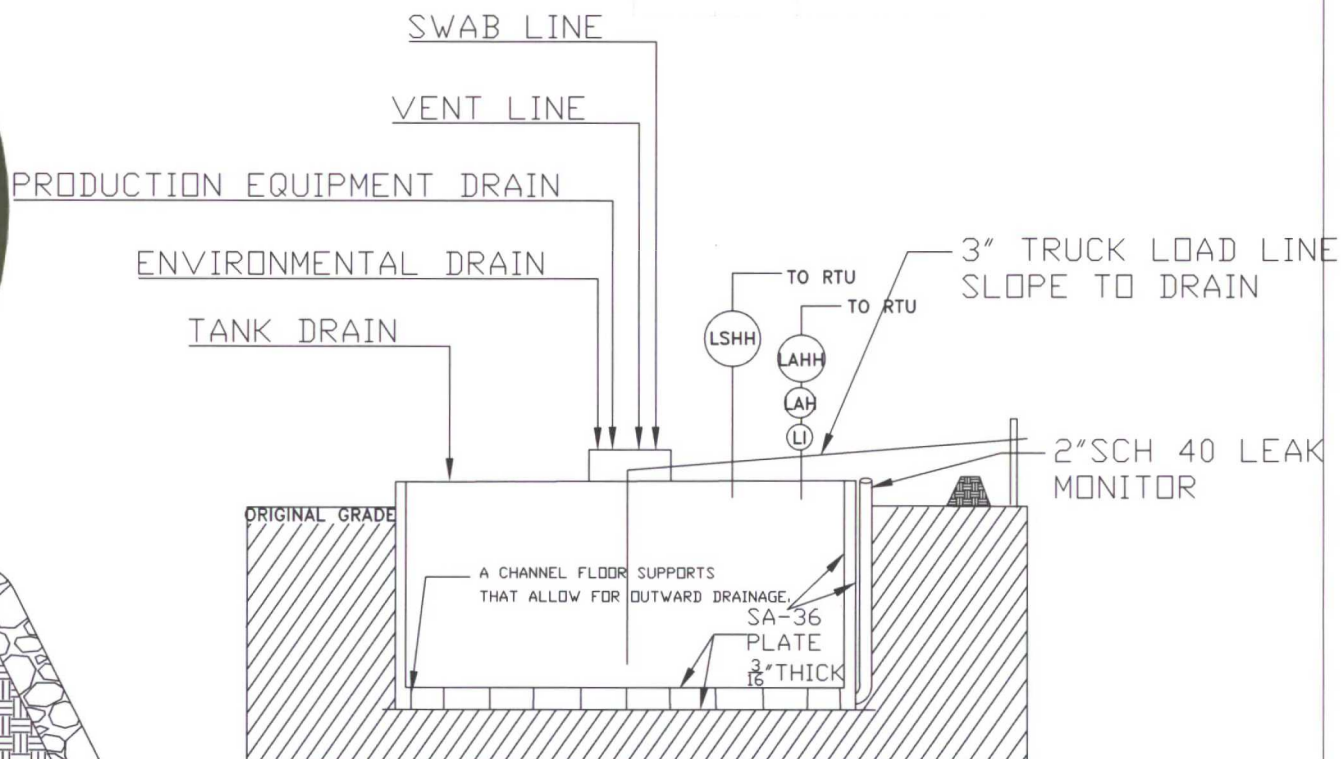 SWAB LINE
VENT LINE
PRODUCTION EQUIPMENT DRAIN
ENVIRONMENTAL DRAIN
TANK DRAIN
TO RTU
TO RTU
3" TRUCK LOAD LINE
SLOPE TO DRAIN
LSHH
LAHH
LAH
LI
2"SCH 40 LEAK
MONITOR
ORIGINAL GRADE
A CHANNEL FLOOR SUPPORTS
THAT ALLOW FOR OUTWARD DRAINAGE.
SA-36
PLATE
3/16"THICK